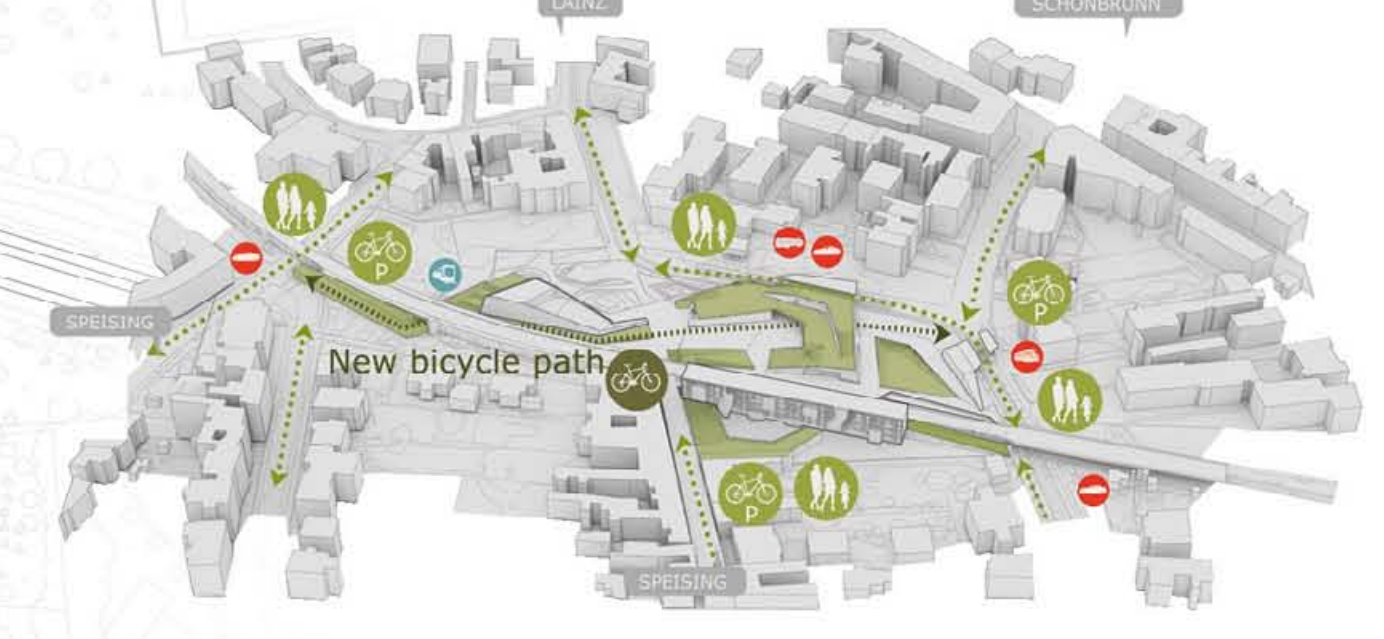 LAINZ
SCHÖNBRUNN
P
P
SPEISING
New bicycle path
P
SPEISING